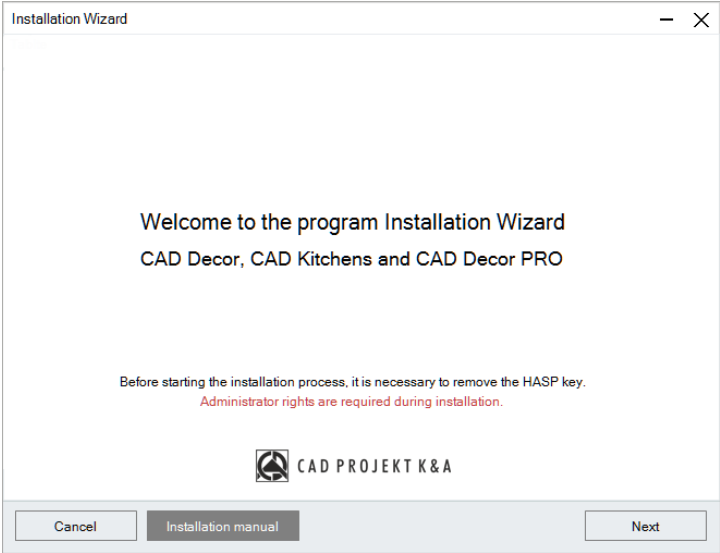 Installation Wizard
Welcome to the program Installation Wizard
CAD Decor, CAD Kitchens and CAD Decor PRO
Before starting the installation process, it is necessary to remove the HASP key.
Administrator rights are required during installation.
CAD PROJEKT K&A
Cancel
Installation manual
Next